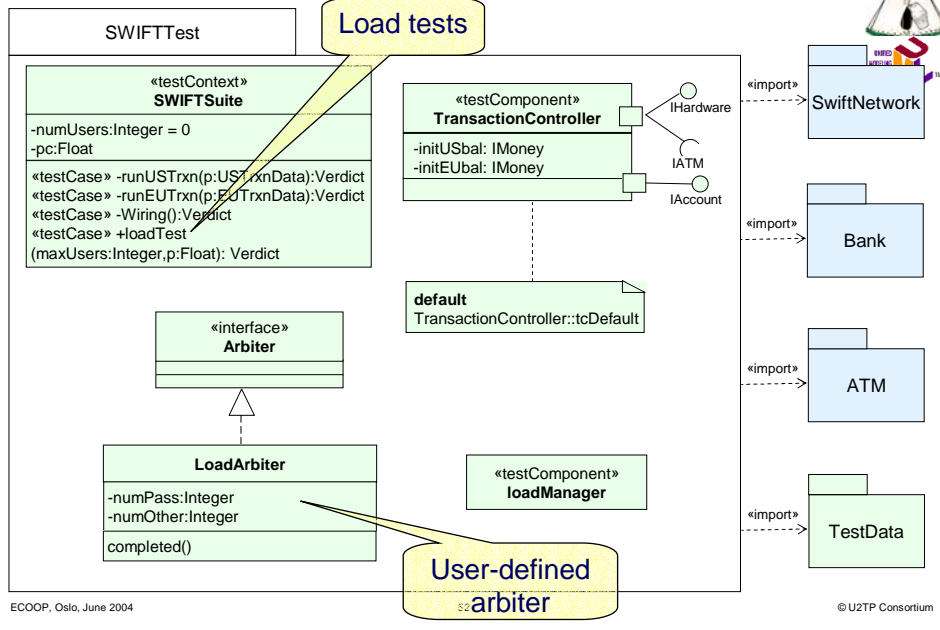 SWIFTTest
Load tests
«testContext»
SWIFTSuite
-numUsers:Integer = 0
-pc:Float
«testCase» -runUSTrxn(p:USTrxnData):Verdict
«testCase» -runEUTrxn(p:EUTrxnData):Verdict
«testCase» -Wiring():Verdict
«testCase» +loadTest
(maxUsers:Integer,p:Float): Verdict
«testComponent»
TransactionController
-initUSbal: IMoney
-initEUbal: IMoney
IHardware
IATM
IAccount
default
TransactionController::tcDefault
«interface»
Arbiter
LoadArbiter
-numPass:Integer
-numOther:Integer
completed()
«testComponent»
loadManager
User-defined
arbiter
UNIFIED
«import»
SwiftNetwork
«import»
Bank
«import»
ATM
«import»
TestData
ECOOP, Oslo, June 2004
© U2TP Consortium